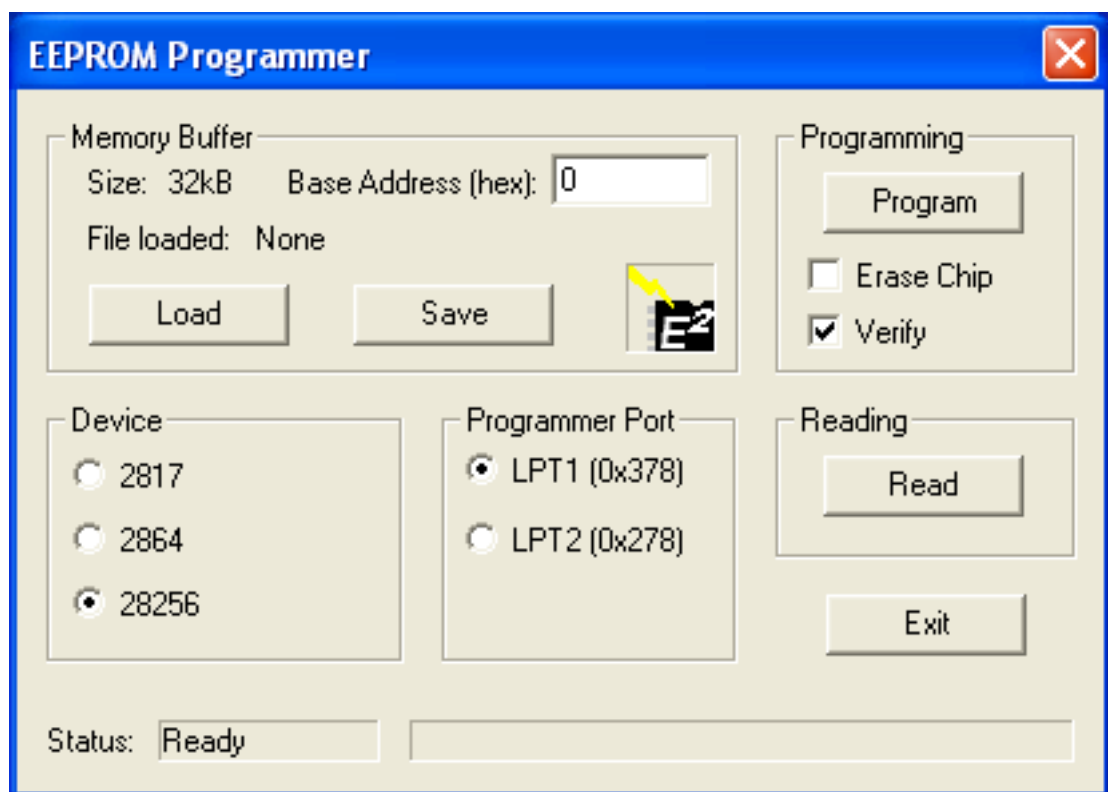 EEPROM Programmer
Memory Buffer
Size: 32kB Base Address (hex): 0
File loaded: None
Load Save
E2
Programming
Program
Erase Chip
Verify
Device
2817
2864
28256
Programmer Port
LPT1 (0x378)
LPT2 (0x278)
Reading
Read
Exit
Status: Ready